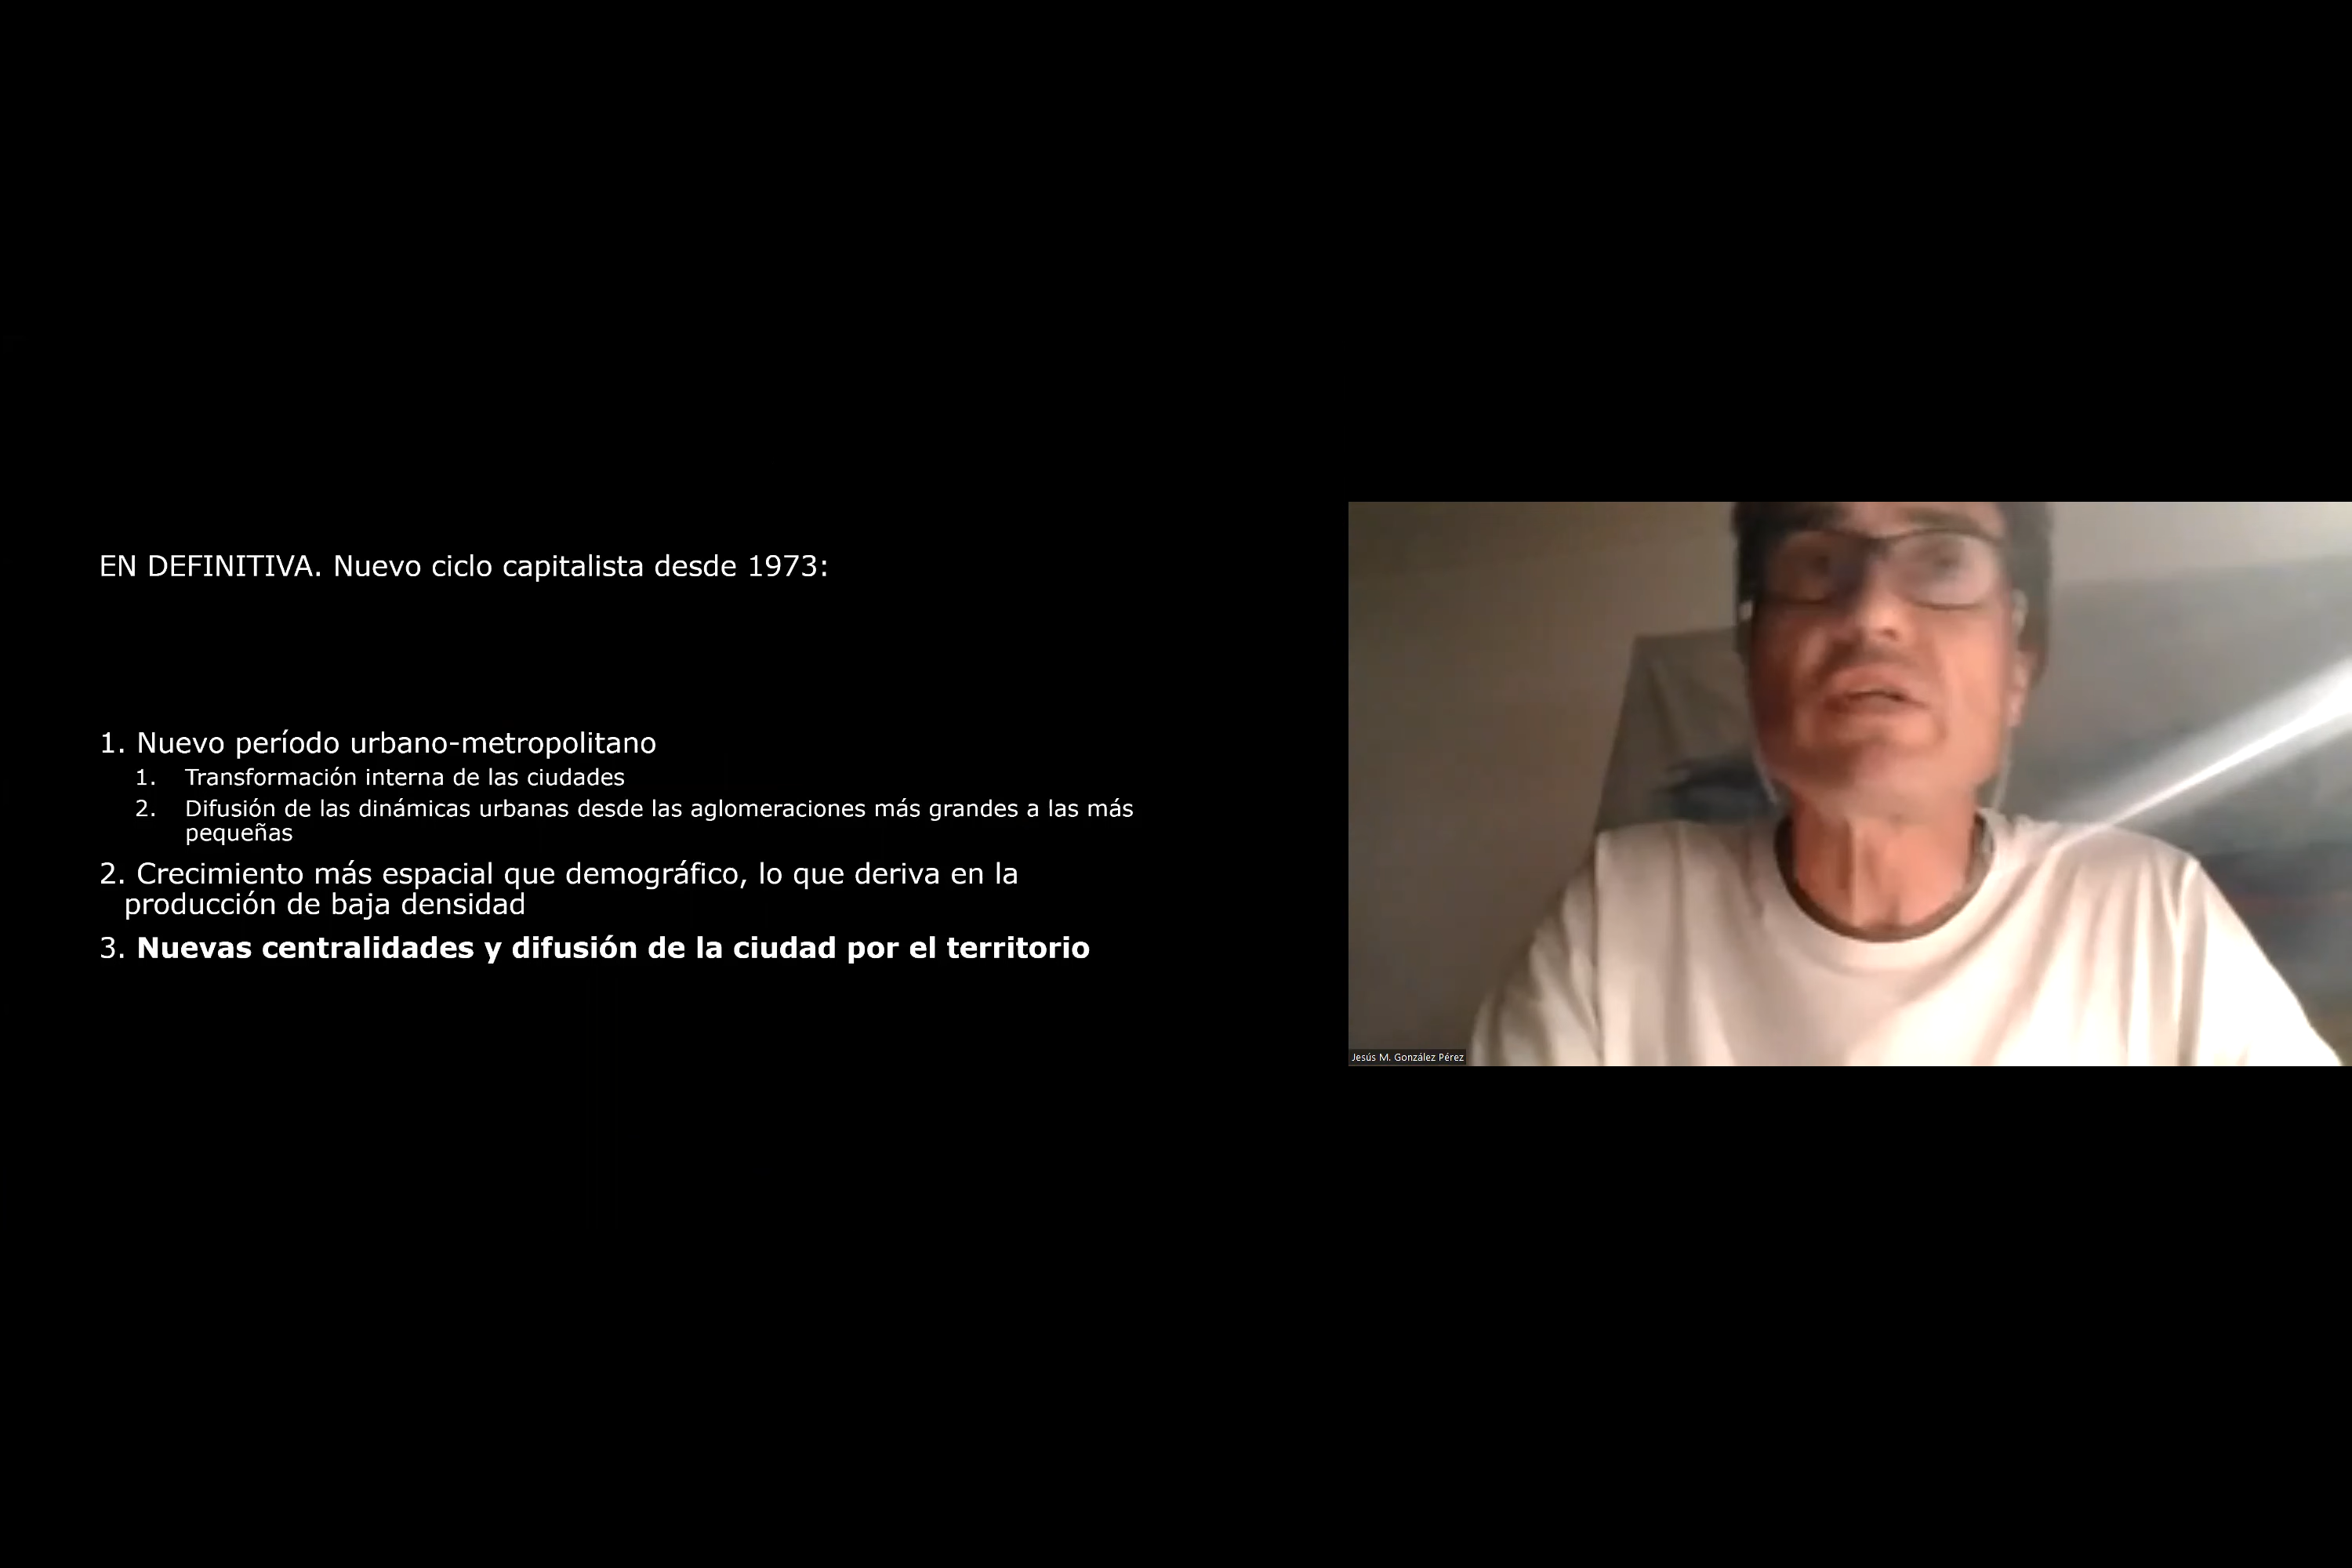 EN DEFINITIVA. Nuevo ciclo capitalista desde 1973:
1. Nuevo período urbano-metropolitano
1. Transformación interna de las ciudades
2. Difusión de las dinámicas urbanas desde las aglomeraciones más grandes a las más
pequeñas
2. Crecimiento más espacial que demográfico, lo que deriva en la
producción de baja densidad
3. Nuevas centralidades y difusión de la ciudad por el territorio
Jesús M. González Pérez